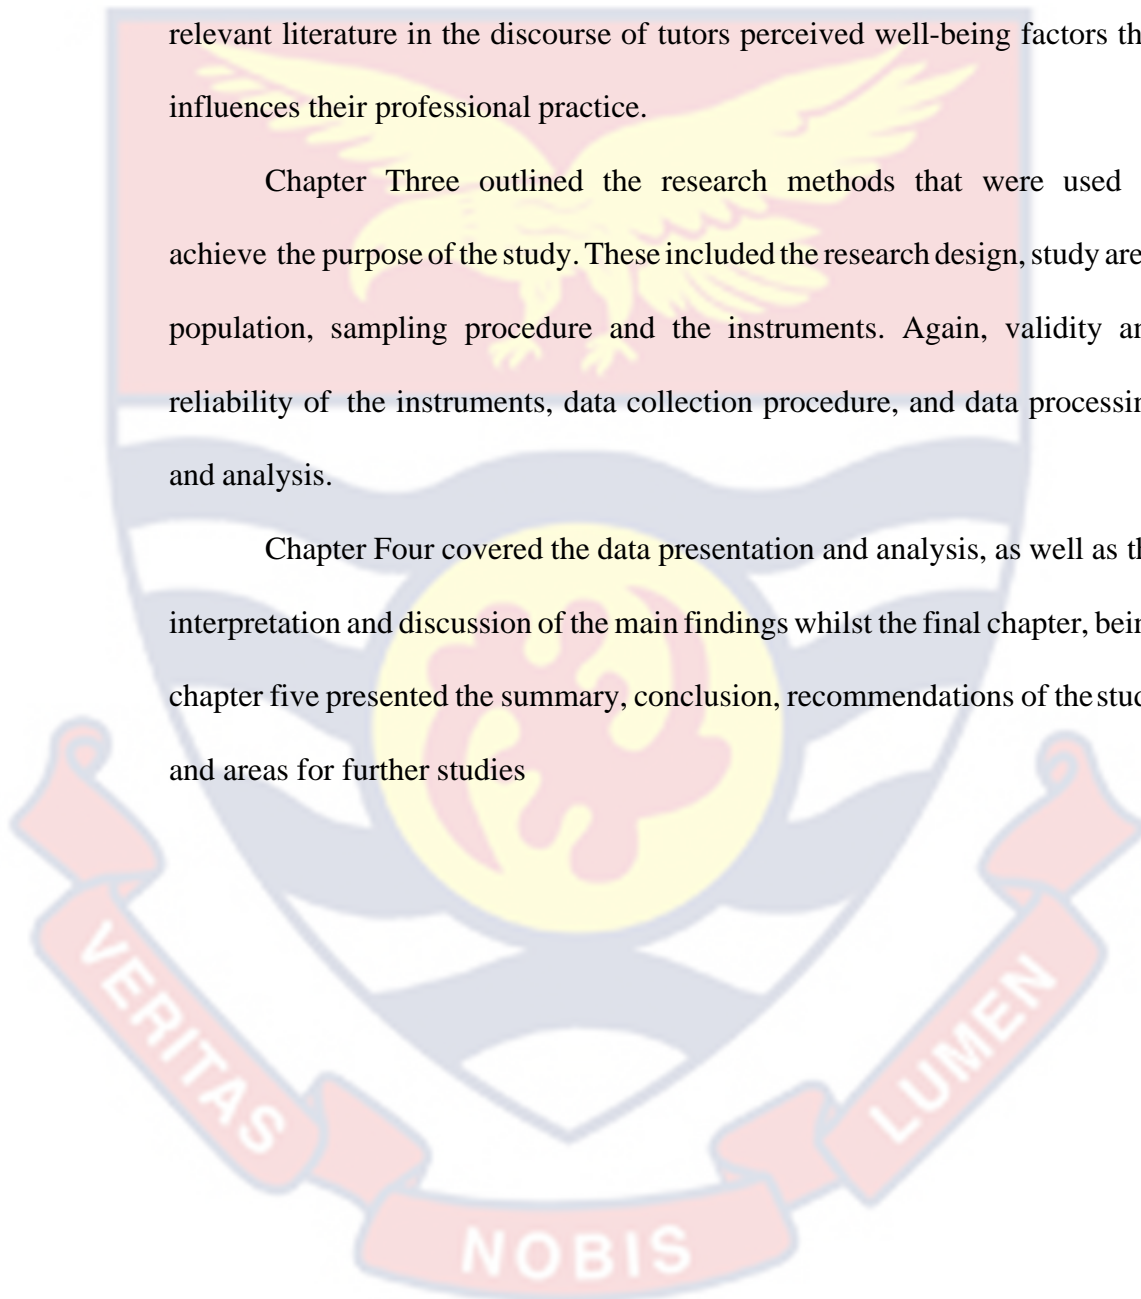 relevant literature in the discourse of tutors perceived well-being factors th
influences their professional practice.
Chapter Three outlined the research methods that were used
achieve the purpose of the study. These included the research design, study are
population, sampling procedure and the instruments. Again, validity an
reliability of the instruments, data collection procedure, and data processin
and analysis.
Chapter Four covered the data presentation and analysis, as well as th
interpretation and discussion of the main findings whilst the final chapter, bein
chapter five presented the summary, conclusion, recommendations of the stud
and areas for further studies
VERITAS
NOBIS
LUMEN